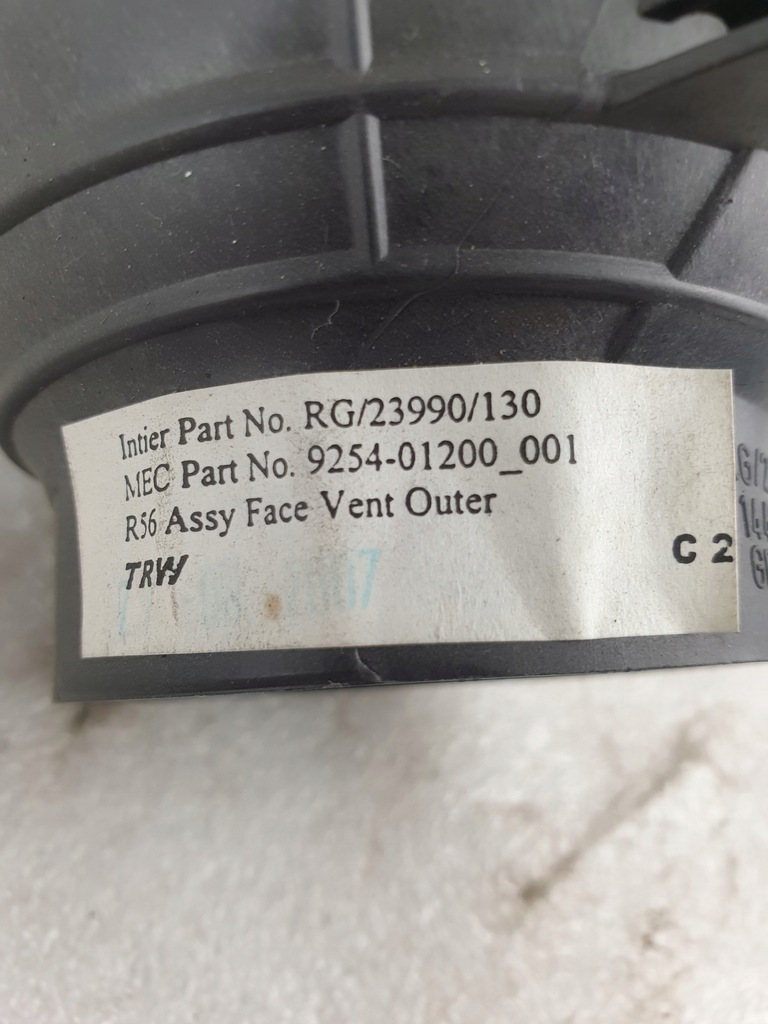 Intier Part No. RG/23990/130
MEC Part No. 9254-01200_001
R56 Assy Face Vent Outer
TRW
C 2